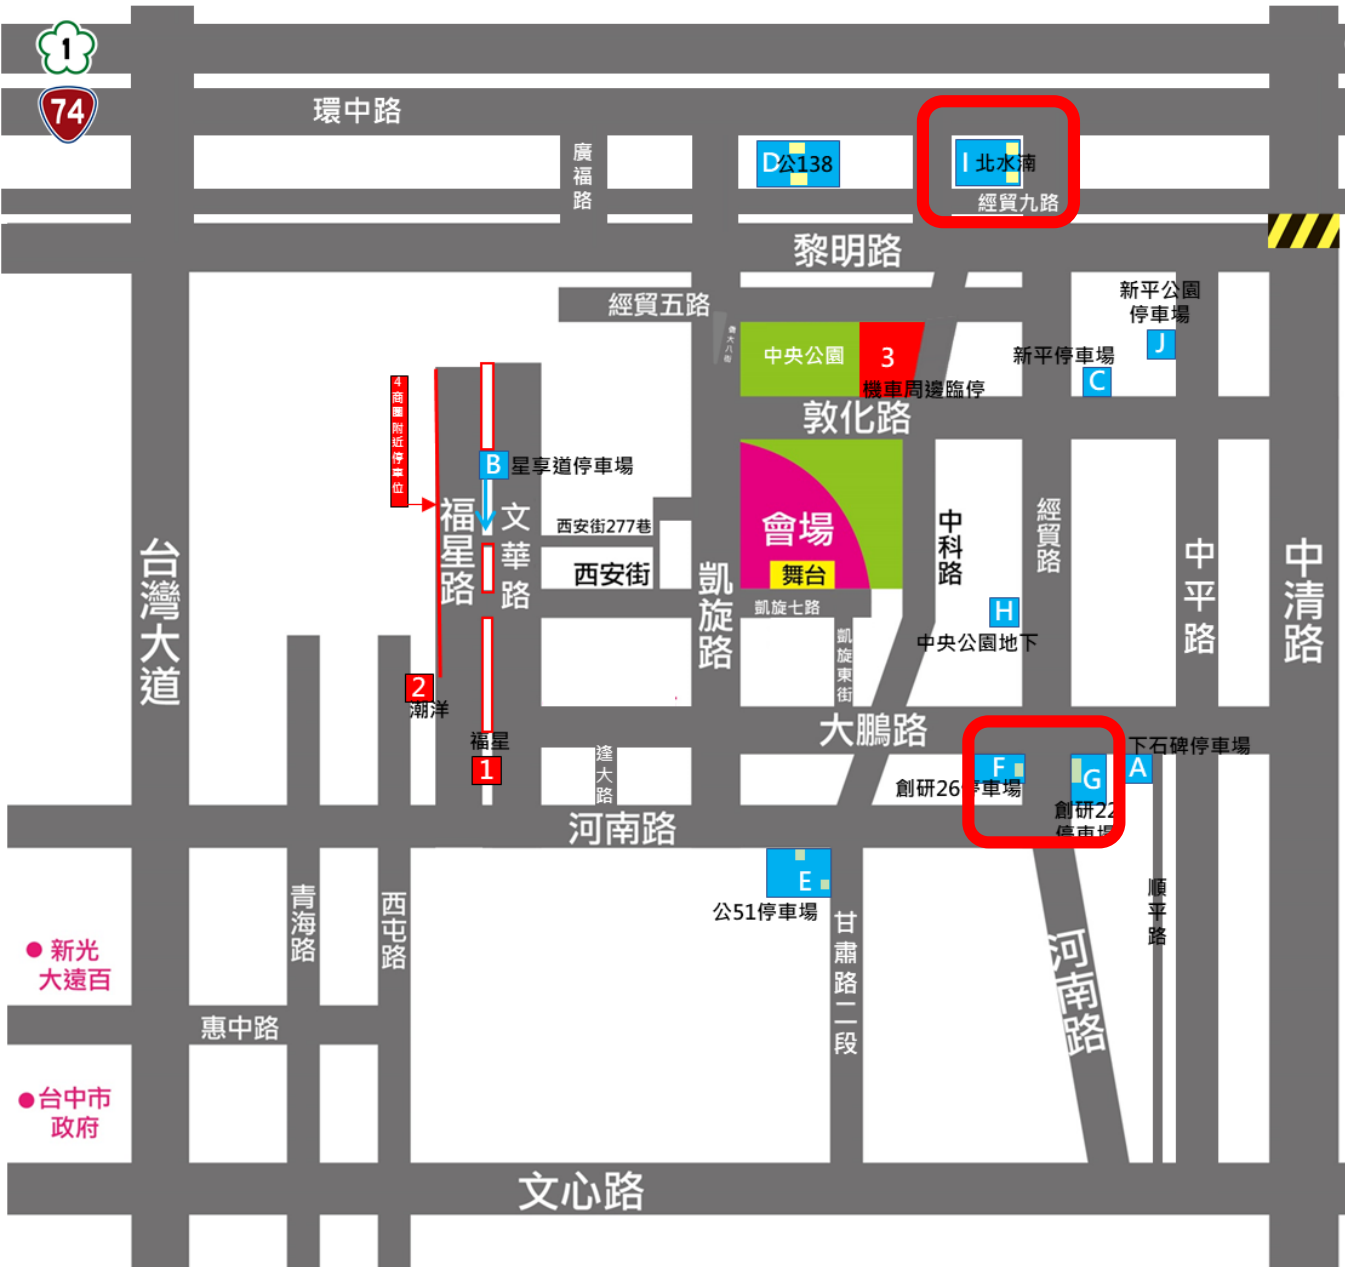 1
74
環中路
廣福路
D公138
I 北水湳
經貿九路
黎明路
新平公園
停車場
J
經貿五路
中央公園
3
機車周邊臨停
新平停車場
C
敦化路
4商圈附近停車位
B 星享道停車場
福星路
文華路
西安街277巷
西安街
會場
舞台
凱旋路
凱旋七路
凱旋東街
中科路
經貿路
中平路
中清路
台灣大道
H
中央公園地下
2
潮洋
福星
1
逢大路
大鵬路
F
創研26停車場
G
創研22
停車場
A
下石碑停車場
河南路
E
公51停車場
甘肅路二段
順平路
河南路
青海路
西屯路
新光
大遠百
惠中路
台中市
政府
文心路